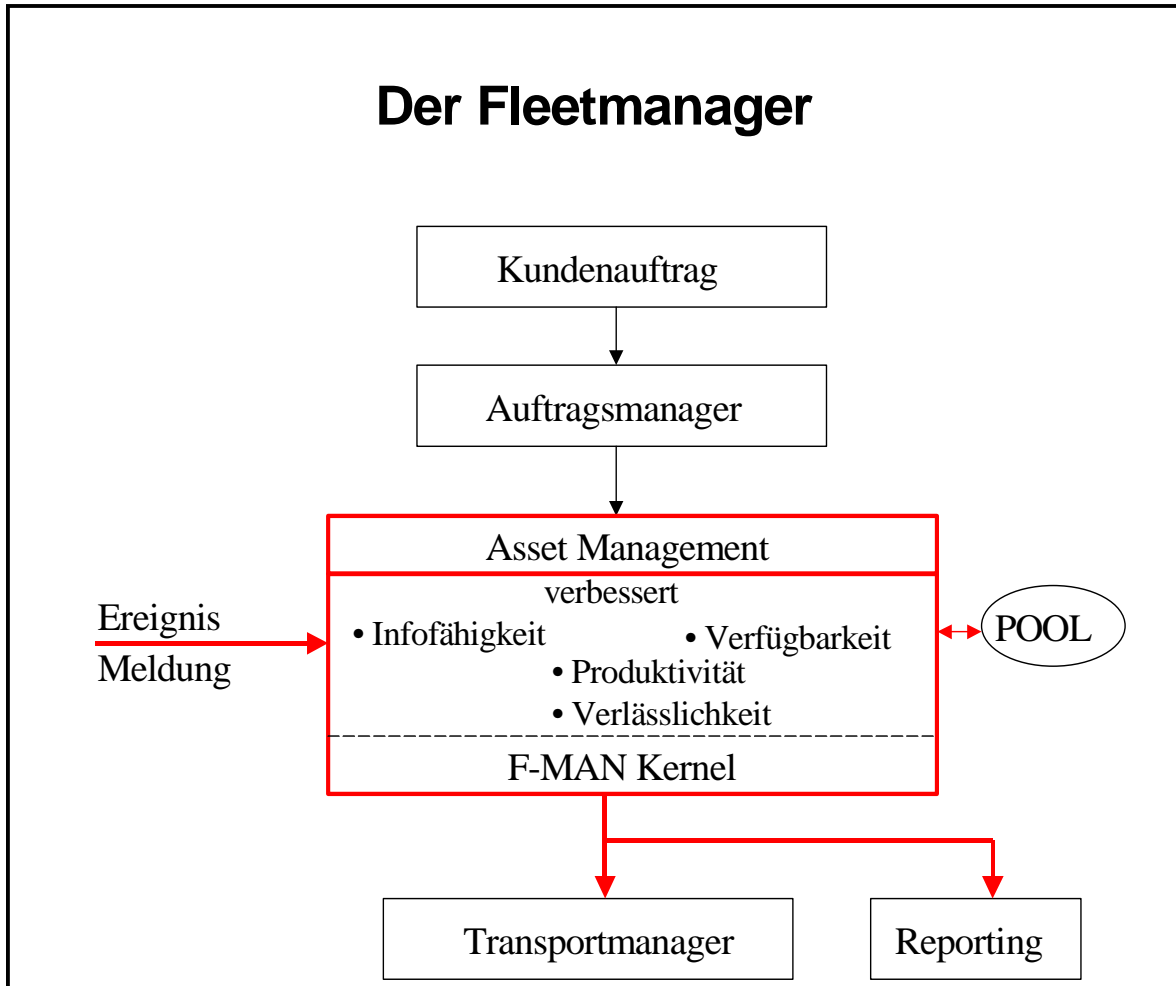 Der Fleetmanager
Kundenauftrag
Auftragsmanager
Asset Management
verbessert
Ereignis
Meldung
• Infofähigkeit
• Verfügbarkeit
• Produktivität
• Verlässlichkeit
POOL
F-MAN Kernel
Transportmanager
Reporting